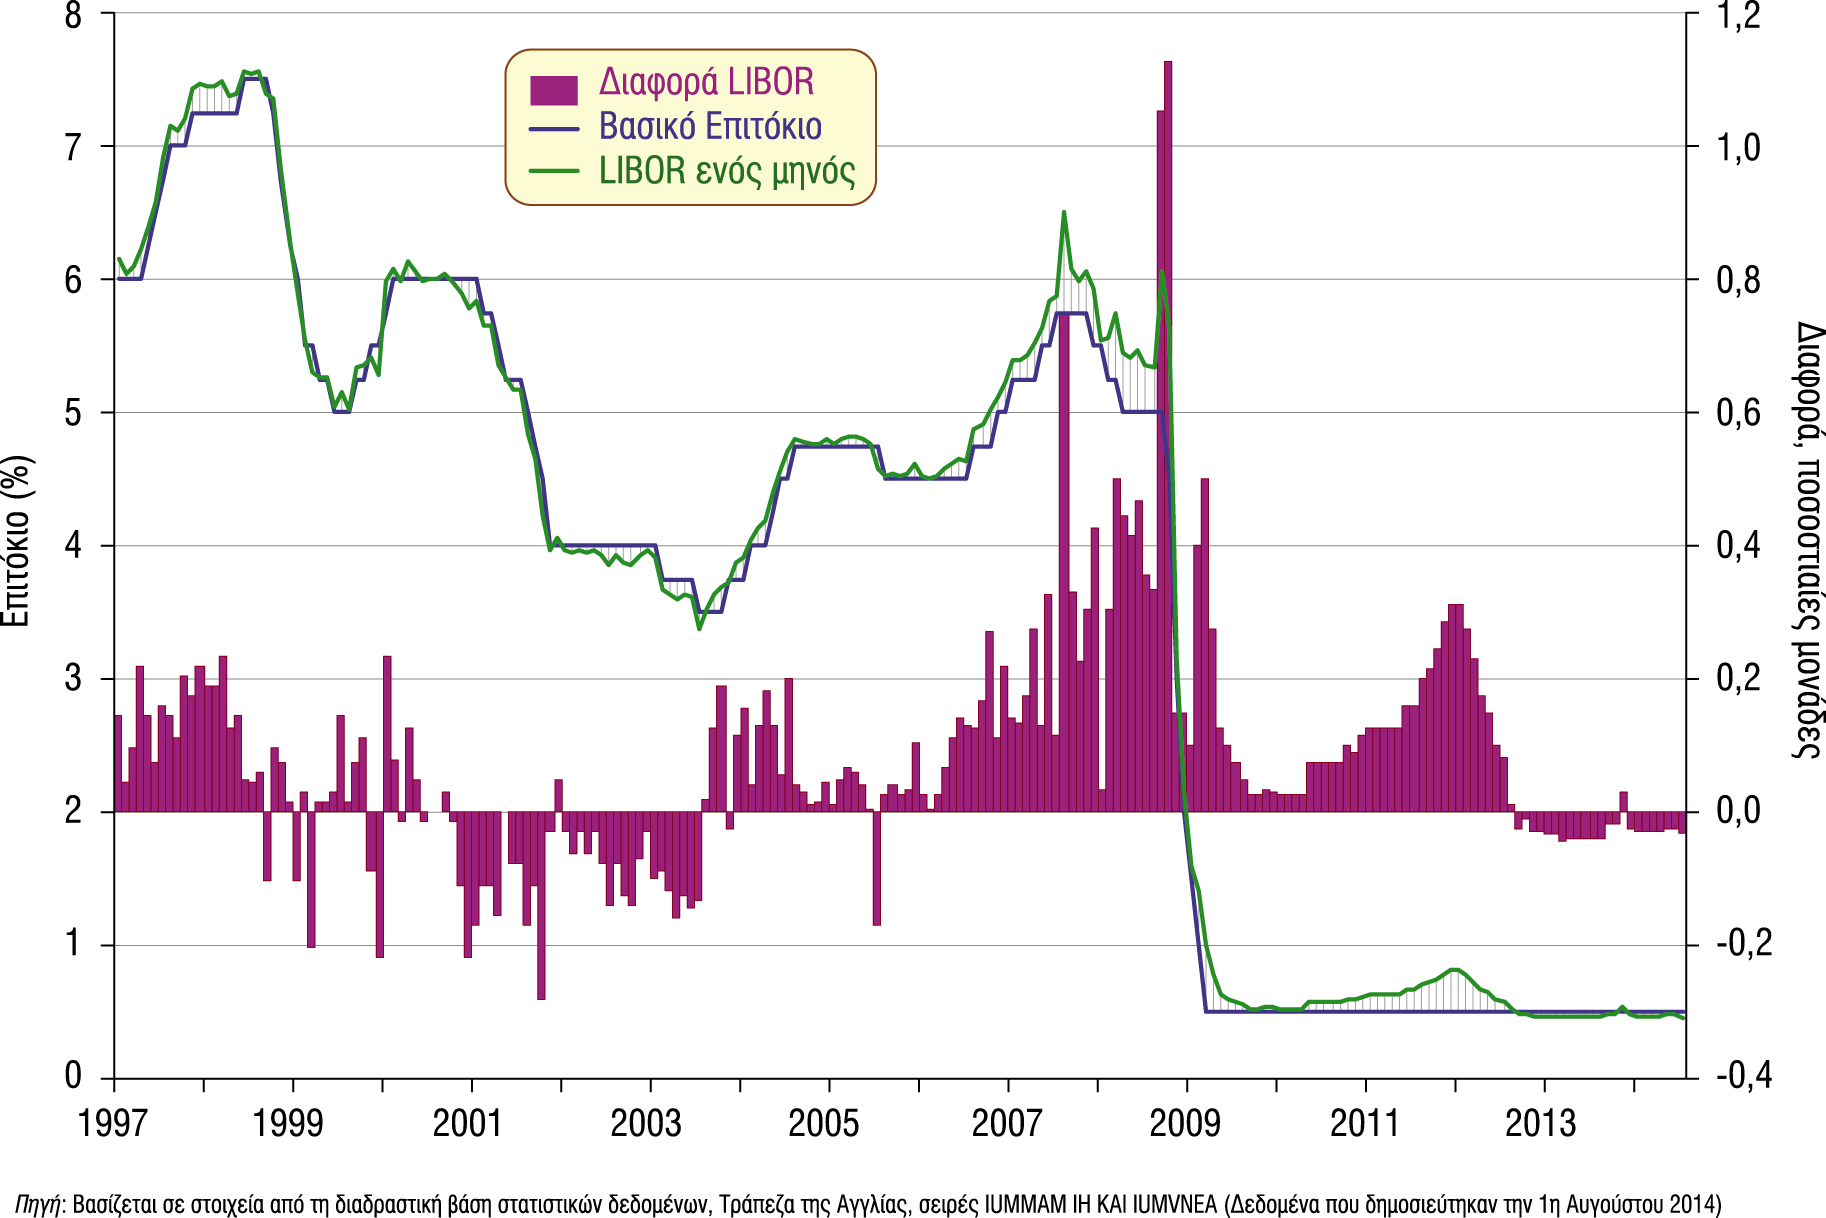 8
7
6
5
4
3
2
1
0
Επιτόκιο (%)
Διαφορά LIBOR
Βασικό Επιτόκιο
LIBOR ενός μηνός
1,2
1,0
0,8
0,6
0,4
0,2
0,0
-0,2
-0,4
Διαφορά, ποσοστιαίες μονάδες
1997 1999 2001 2003 2005 2007 2009 2011 2013
Πηγή: Βασίζεται σε στοιχεία από τη διαδραστική βάση στατιστικών δεδομένων, Τράπεζα της Αγγλίας, σειρές IUMMAM IH ΚΑΙ IUMVNEA (Δεδομένα που δημοσιεύτηκαν την 1η Αυγούστου 2014)